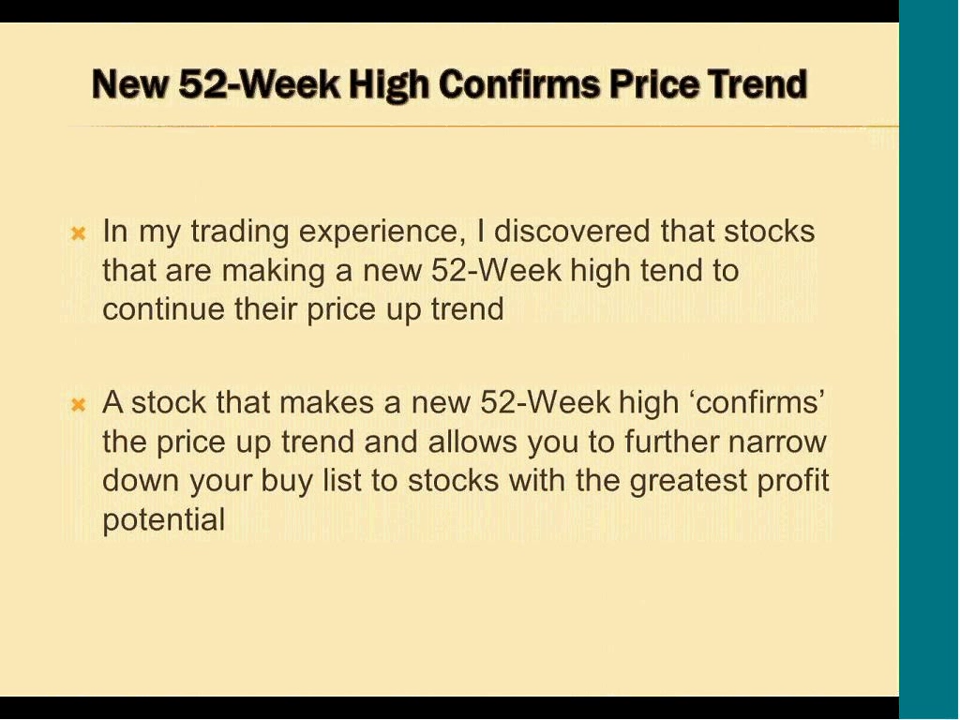 New 52-Week High Confirms Price Trend
In my trading experience, I discovered that stocks
that are making a new 52-Week high tend to
continue their price up trend
A stock that makes a new 52-Week high ‘confirms’
the price up trend and allows you to further narrow
down your buy list to stocks with the greatest profit
potential